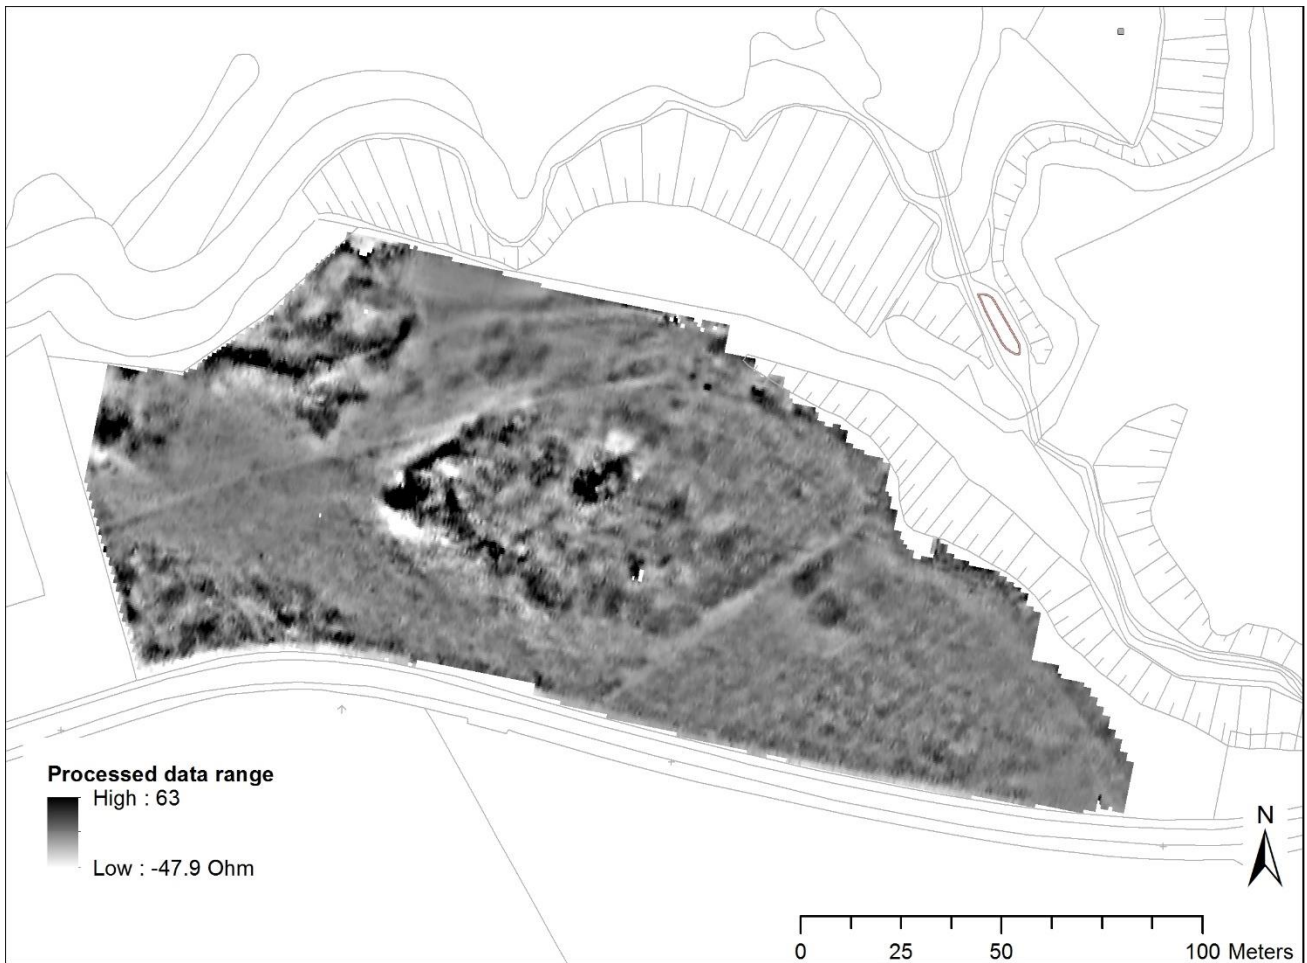 Processed data range
High : 63
Low : -47.9 Ohm
N
0 25 50 100 Meters